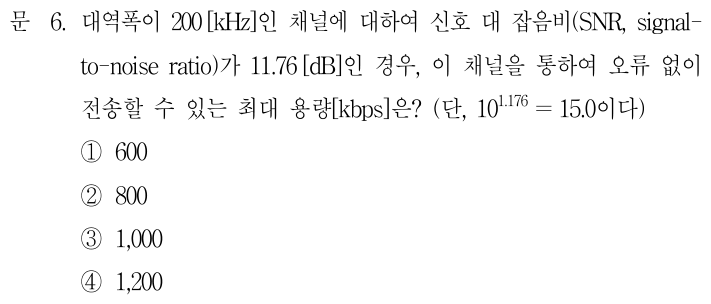 문 6. 대역폭이 200[kHz]인 채널에 대하여 신호 대 잡음비(SNR, signal-
to-noise ratio)가 11.76[dB]인 경우, 이 채널을 통하여 오류 없이
전송할 수 있는 최대 용량[kbps]은? (단, 10^1.176 = 15.0이다)
① 600
② 800
③ 1,000
④ 1,200